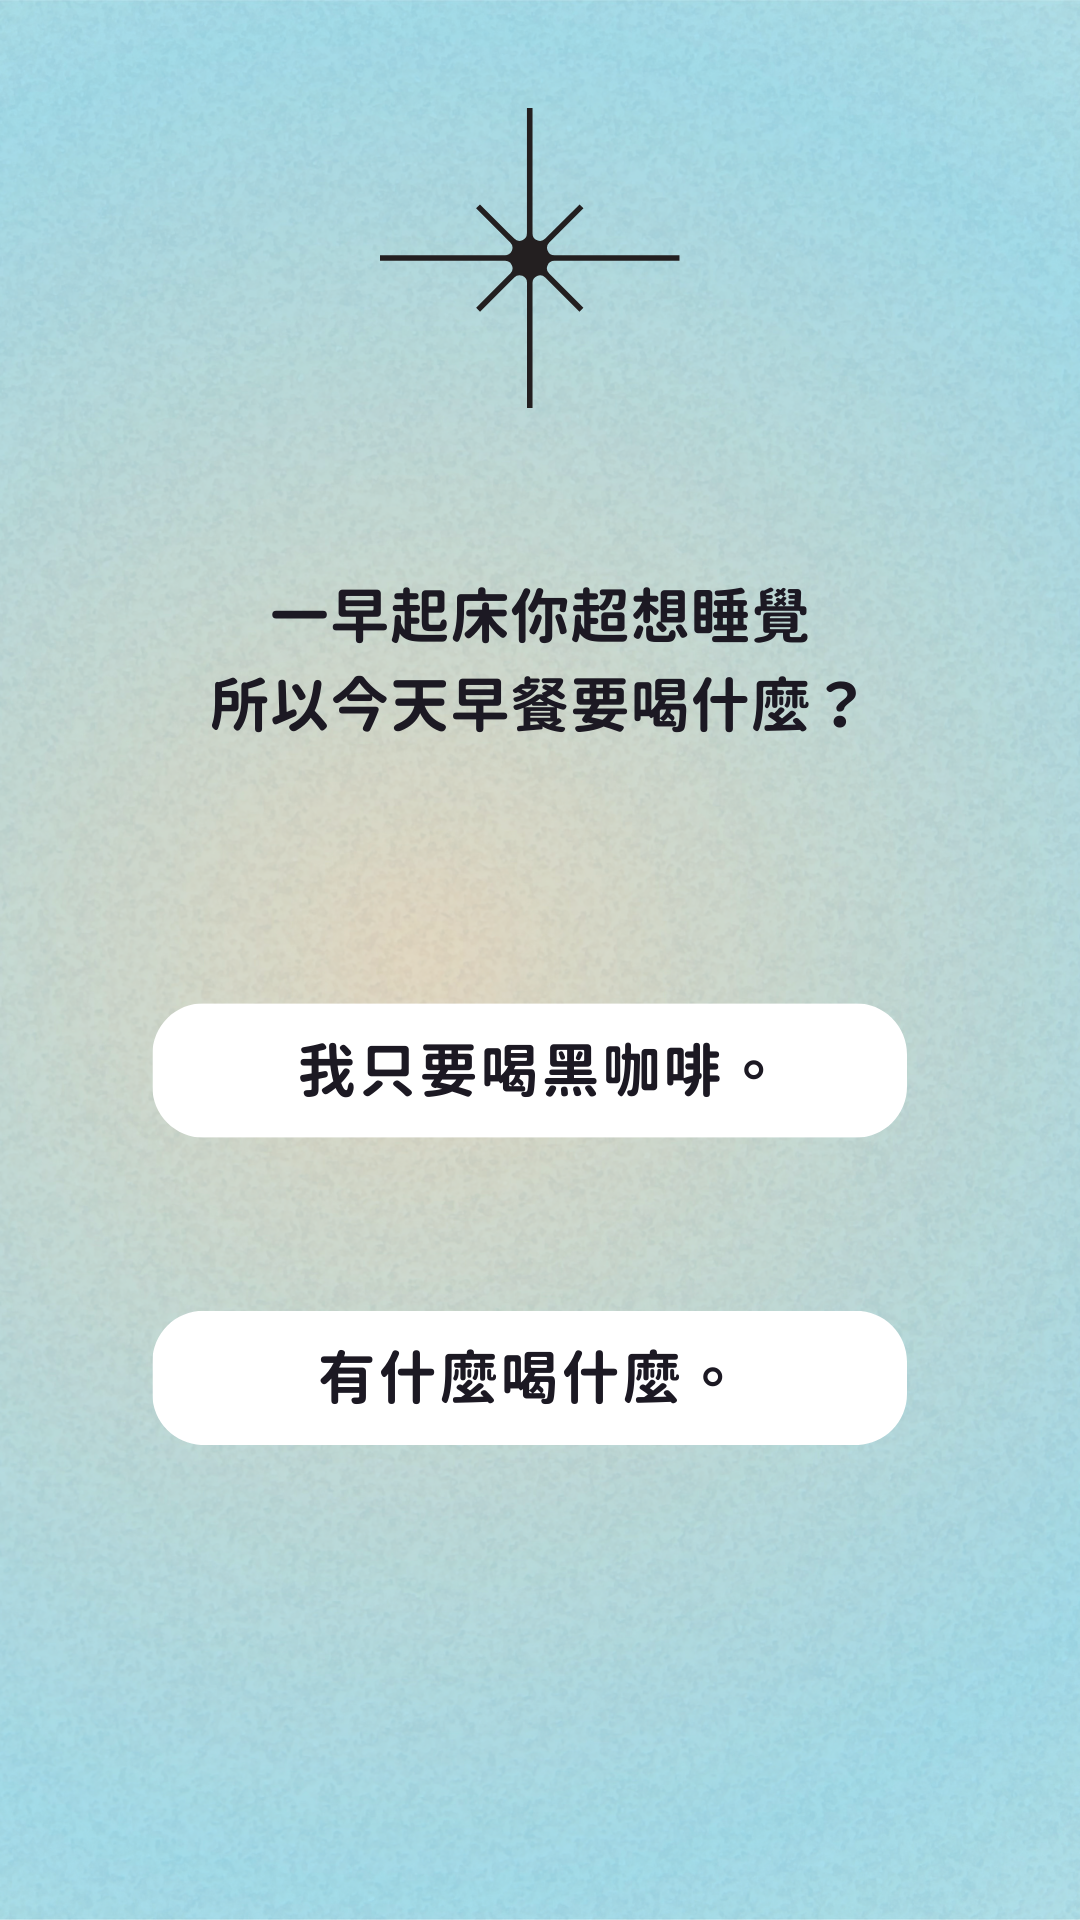 一早起床你超想睡覺
所以今天早餐要喝什麼？
我只要喝黑咖啡。
有什麼喝什麼。